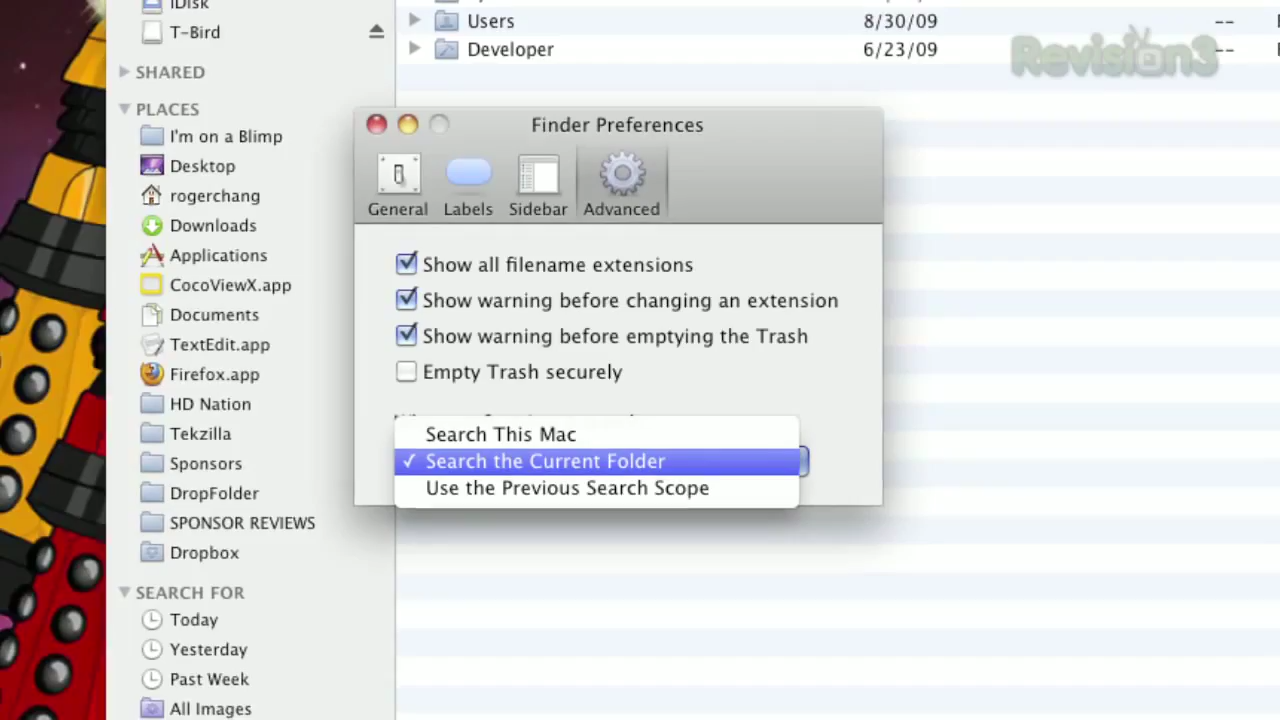 iDisk
T-Bird
SHARED
PLACES
I'm on a Blimp
Desktop
rogerchang
Downloads
Applications
CocoViewX.app
Documents
TextEdit.app
Firefox.app
HD Nation
Tekzilla
Sponsors
DropFolder
SPONSOR REVIEWS
Dropbox
SEARCH FOR
Today
Yesterday
Past Week
All Images
Users 8/30/09 --
Developer 6/23/09 --
Revision3
Finder Preferences
General Labels Sidebar Advanced
Show all filename extensions
Show warning before changing an extension
Show warning before emptying the Trash
Empty Trash securely
Search This Mac
✓ Search the Current Folder
Use the Previous Search Scope